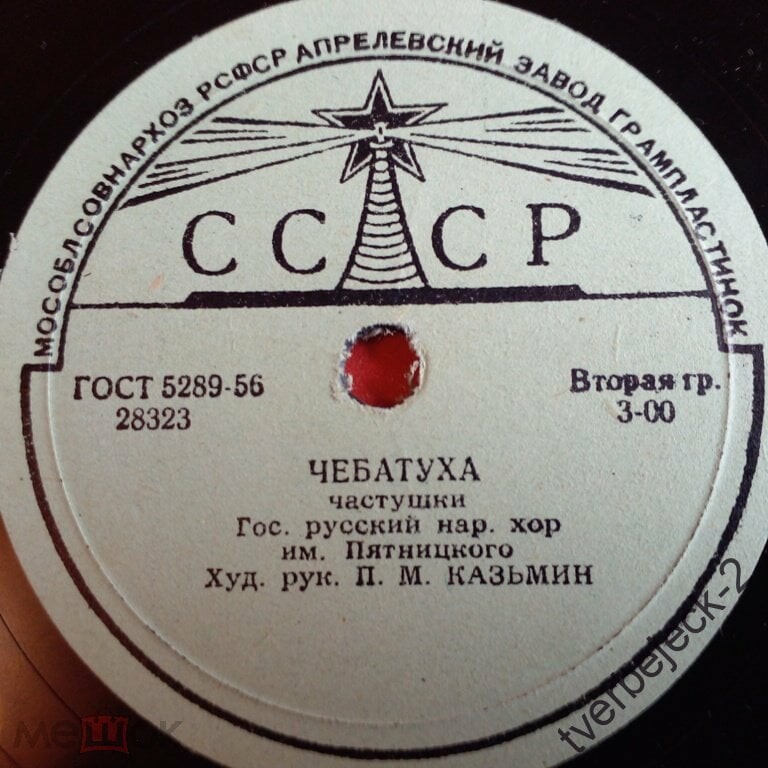 МОСОБЛСОВНАРХОЗ РСФСР АПРЕЛЕВСКИЙ ЗАВОД ГРАМПЛАСТИНОК
СССР
ГОСТ 5289-56
28323
Вторая гр.
3-00
ЧЕБАТУХА
частушки
Гос. русский нар. хор
им. Пятницкого
Худ. рук. П. М. КАЗЬМИН
tverbejeck-2
мешок